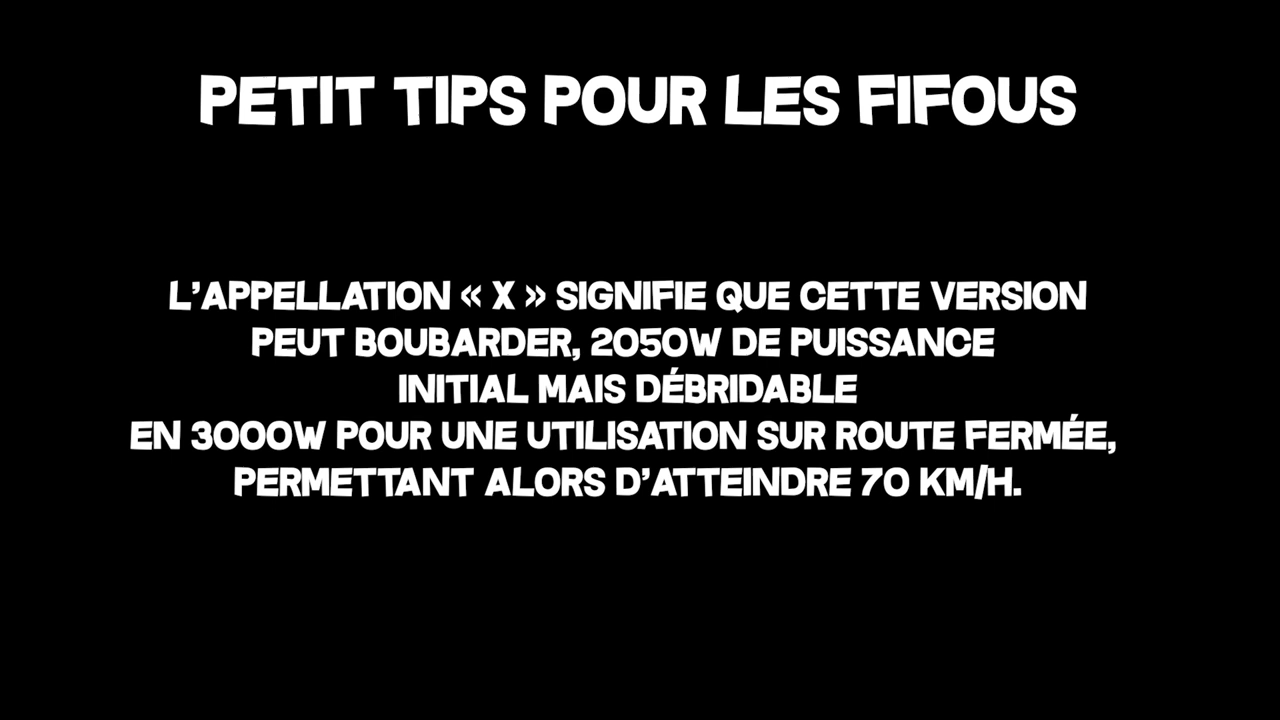 PETIT TIPS POUR LES FIFOUS
L'APPELLATION « X » SIGNIFIE QUE CETTE VERSION
PEUT BOUBARDER, 2050W DE PUISSANCE
INITIAL MAIS DÉBRIDABLE
EN 3000W POUR UNE UTILISATION SUR ROUTE FERMÉE,
PERMETTANT ALORS D'ATTEINDRE 70 KM/H.